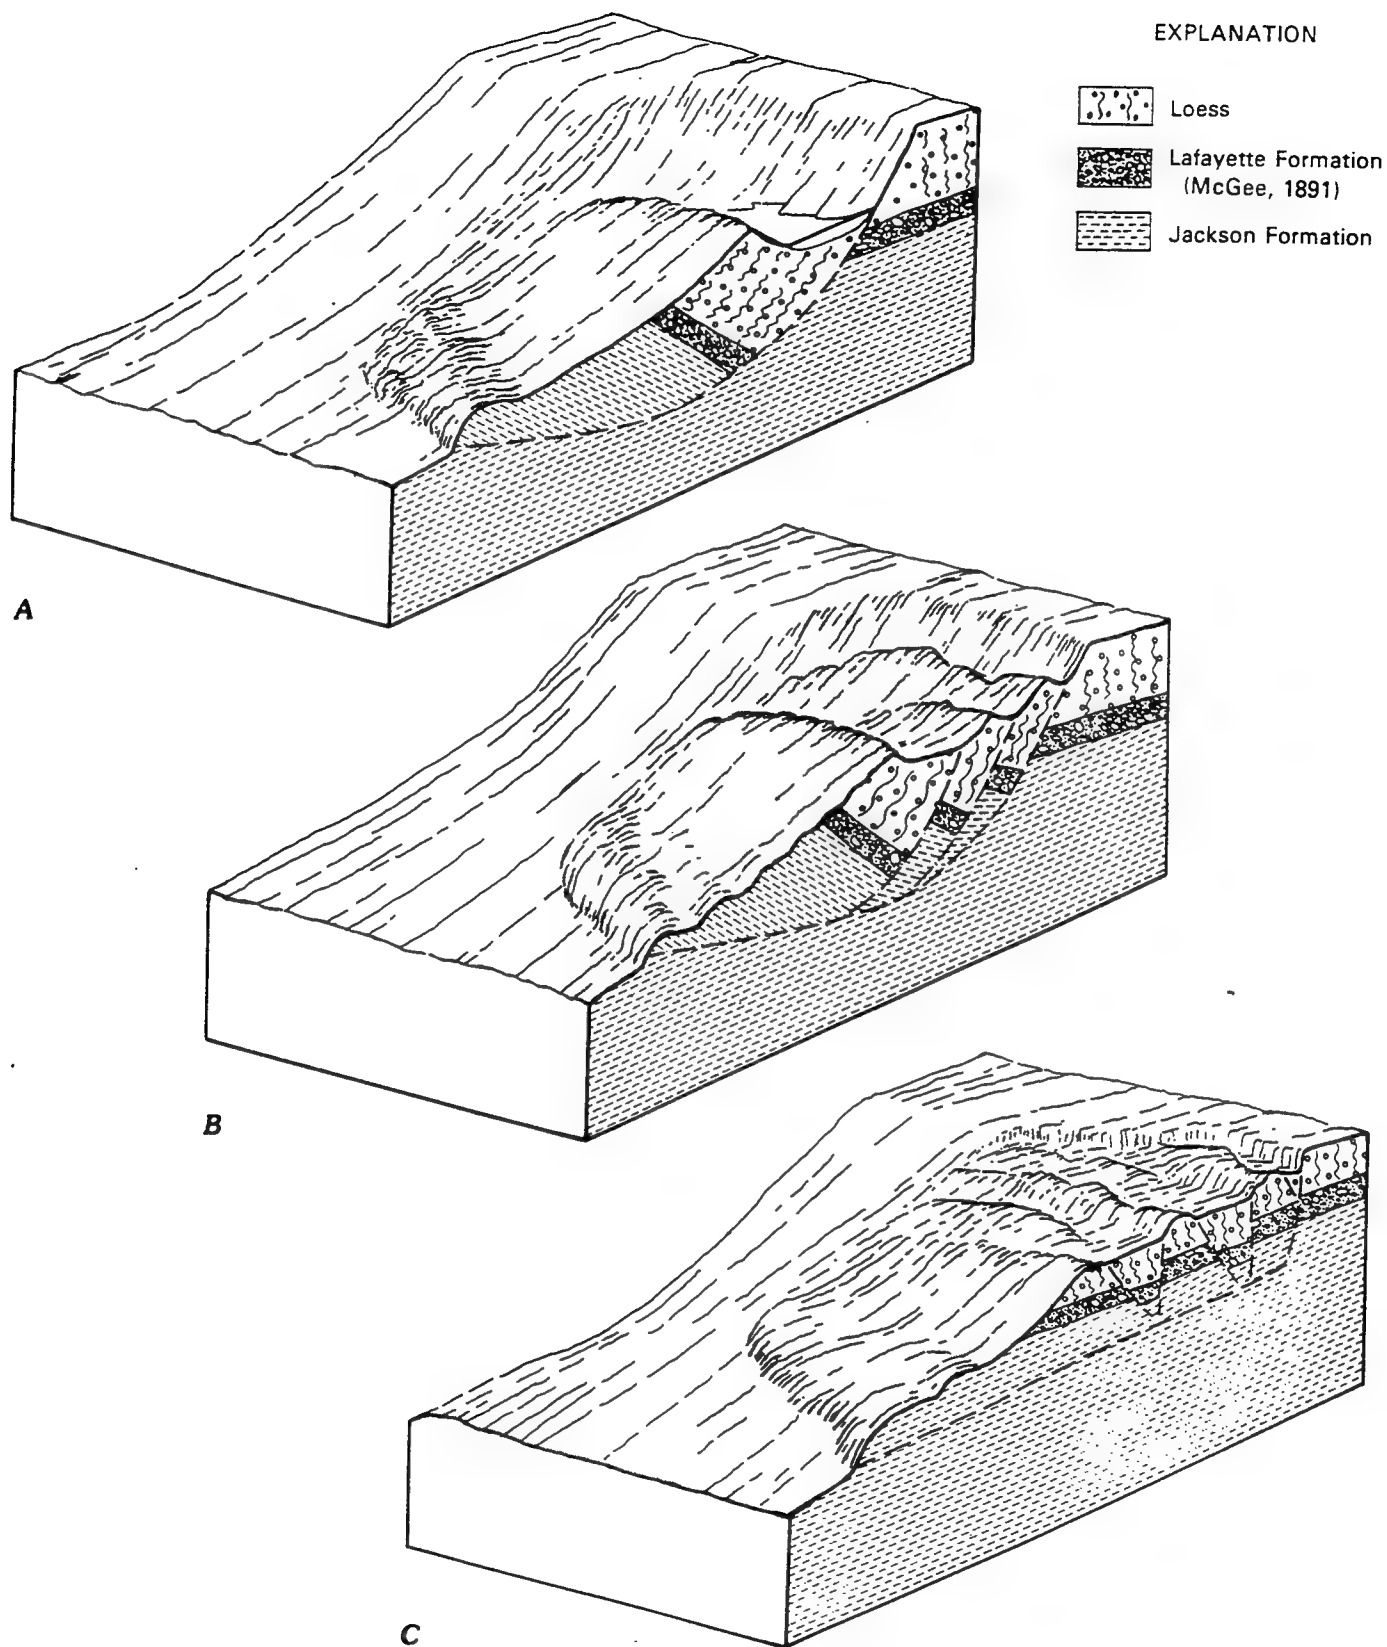 EXPLANATION
Loess
Lafayette Formation
(McGee, 1891)
Jackson Formation
A
B
C